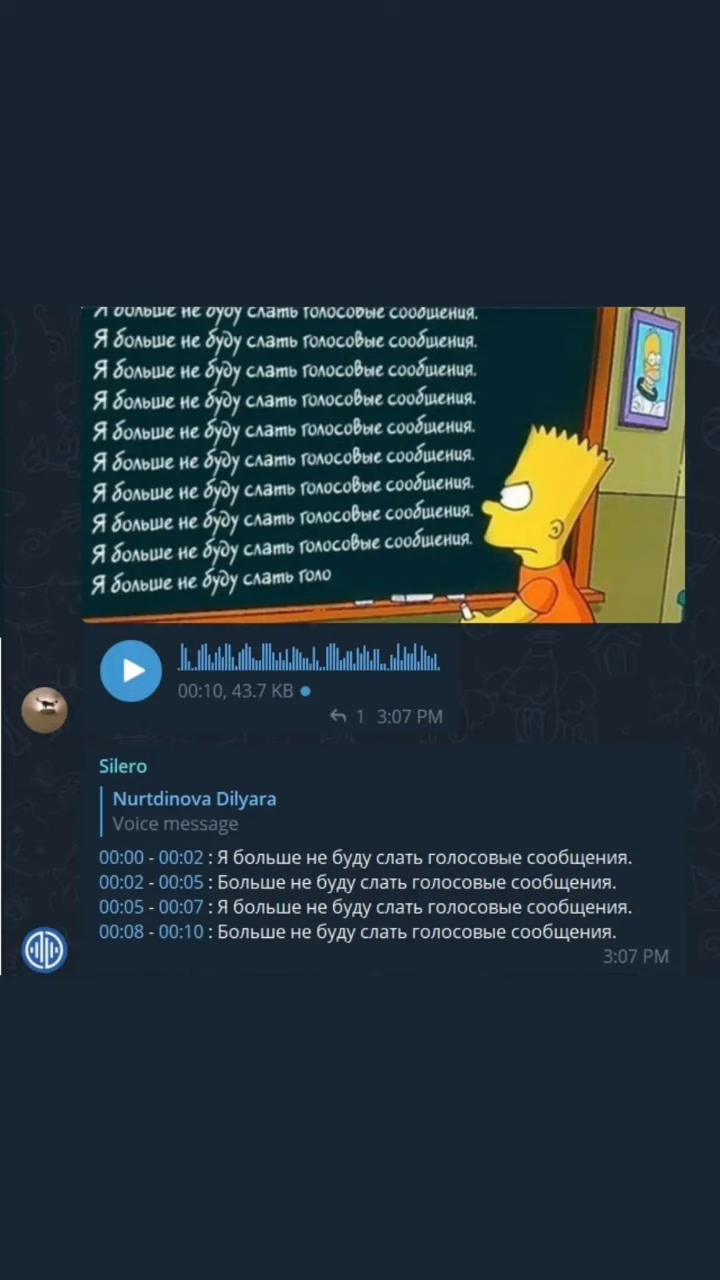 Я больше не буду слать голосовые сообщения.
Я больше не буду слать голосовые сообщения.
Я больше не буду слать голосовые сообщения.
Я больше не буду слать голосовые сообщения.
Я больше не буду слать голосовые сообщения.
Я больше не буду слать голосовые сообщения.
Я больше не буду слать голосовые сообщения.
Я больше не буду слать голосовые сообщения.
Я больше не буду слать голосовые сообщения.
Я больше не буду слать голо
00:10, 43.7 KB
1 3:07 PM
Silero
Nurtdinova Dilyara
Voice message
00:00 - 00:02 : Я больше не буду слать голосовые сообщения.
00:02 - 00:05 : Больше не буду слать голосовые сообщения.
00:05 - 00:07 : Я больше не буду слать голосовые сообщения.
00:08 - 00:10 : Больше не буду слать голосовые сообщения.
3:07 PM